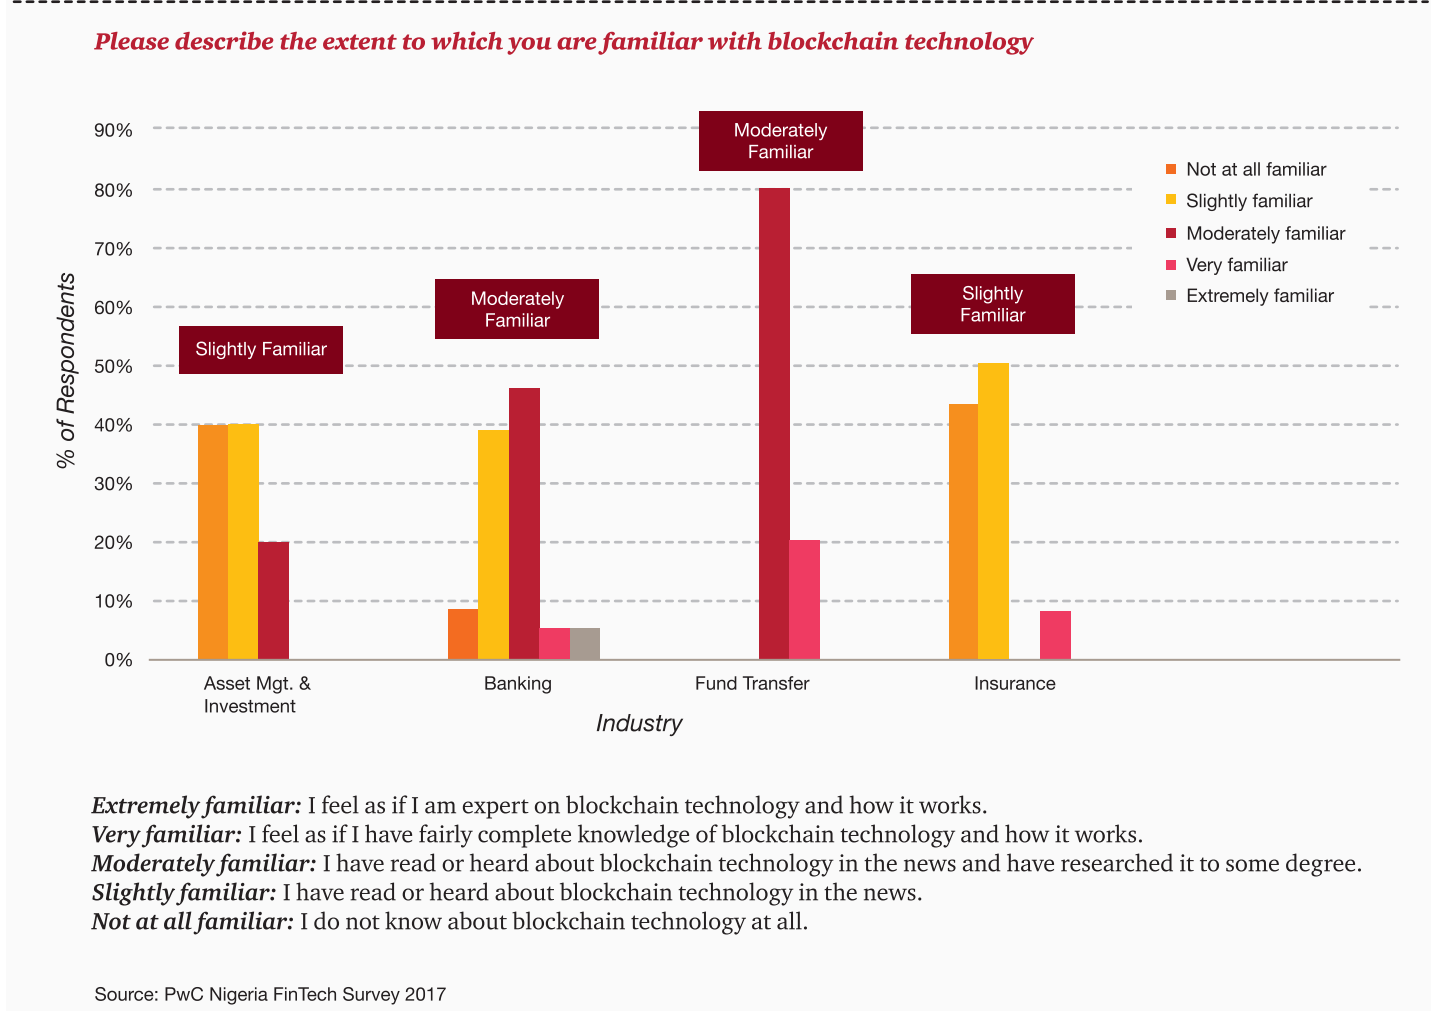 Please describe the extent to which you are familiar with blockchain technology
90%
80%
70%
60%
50%
40%
30%
20%
10%
0%
% of Respondents
Slightly Familiar
Moderately
Familiar
Moderately
Familiar
Slightly
Familiar
Not at all familiar
Slightly familiar
Moderately familiar
Very familiar
Extremely familiar
Asset Mgt. &
Investment
Banking
Fund Transfer
Insurance
Industry
Extremely familiar: I feel as if I am expert on blockchain technology and how it works.
Very familiar: I feel as if I have fairly complete knowledge of blockchain technology and how it works.
Moderately familiar: I have read or heard about blockchain technology in the news and have researched it to some degree.
Slightly familiar: I have read or heard about blockchain technology in the news.
Not at all familiar: I do not know about blockchain technology at all.
Source: PwC Nigeria FinTech Survey 2017